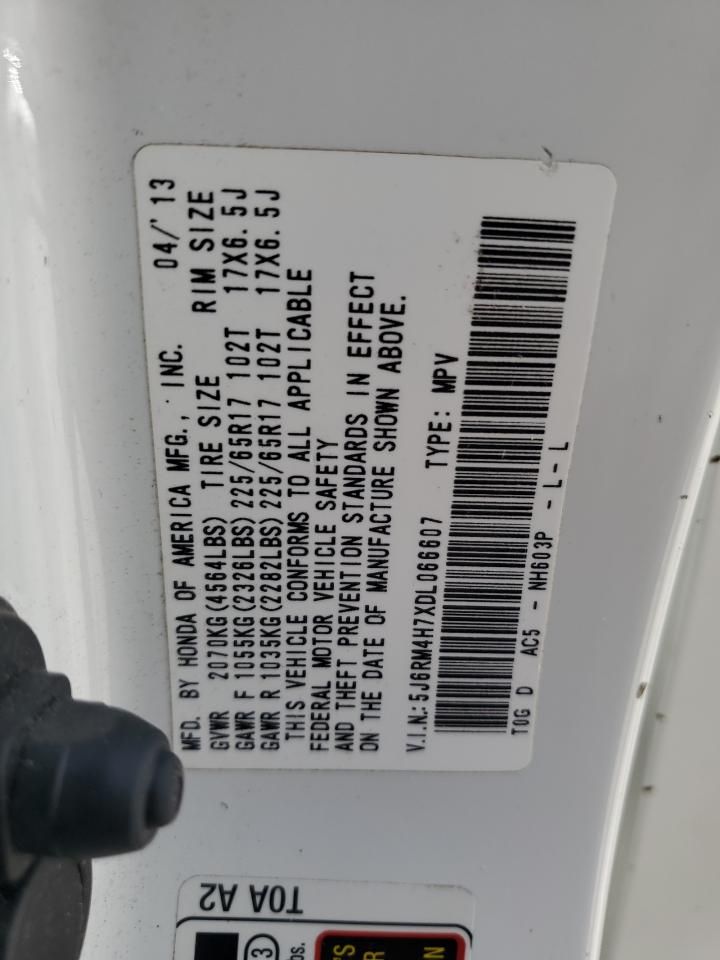 MFD. BY HONDA OF AMERICA MFG., INC. 04/'13
GVWR 2070KG(4564LBS) TIRE SIZE RIM SIZE
GAWR F 1055KG(2326LBS) 225/65R17 102T 17X6.5J
GAWR R 1035KG(2282LBS) 225/65R17 102T 17X6.5J
THIS VEHICLE CONFORMS TO ALL APPLICABLE
FEDERAL MOTOR VEHICLE SAFETY
AND THEFT PREVENTION STANDARDS IN EFFECT
ON THE DATE OF MANUFACTURE SHOWN ABOVE.
V.I.N.: 5J6RM4H7XDL066607 TYPE: MPV
T0G D AC5 - NH603P - L - L
T0A A2
3